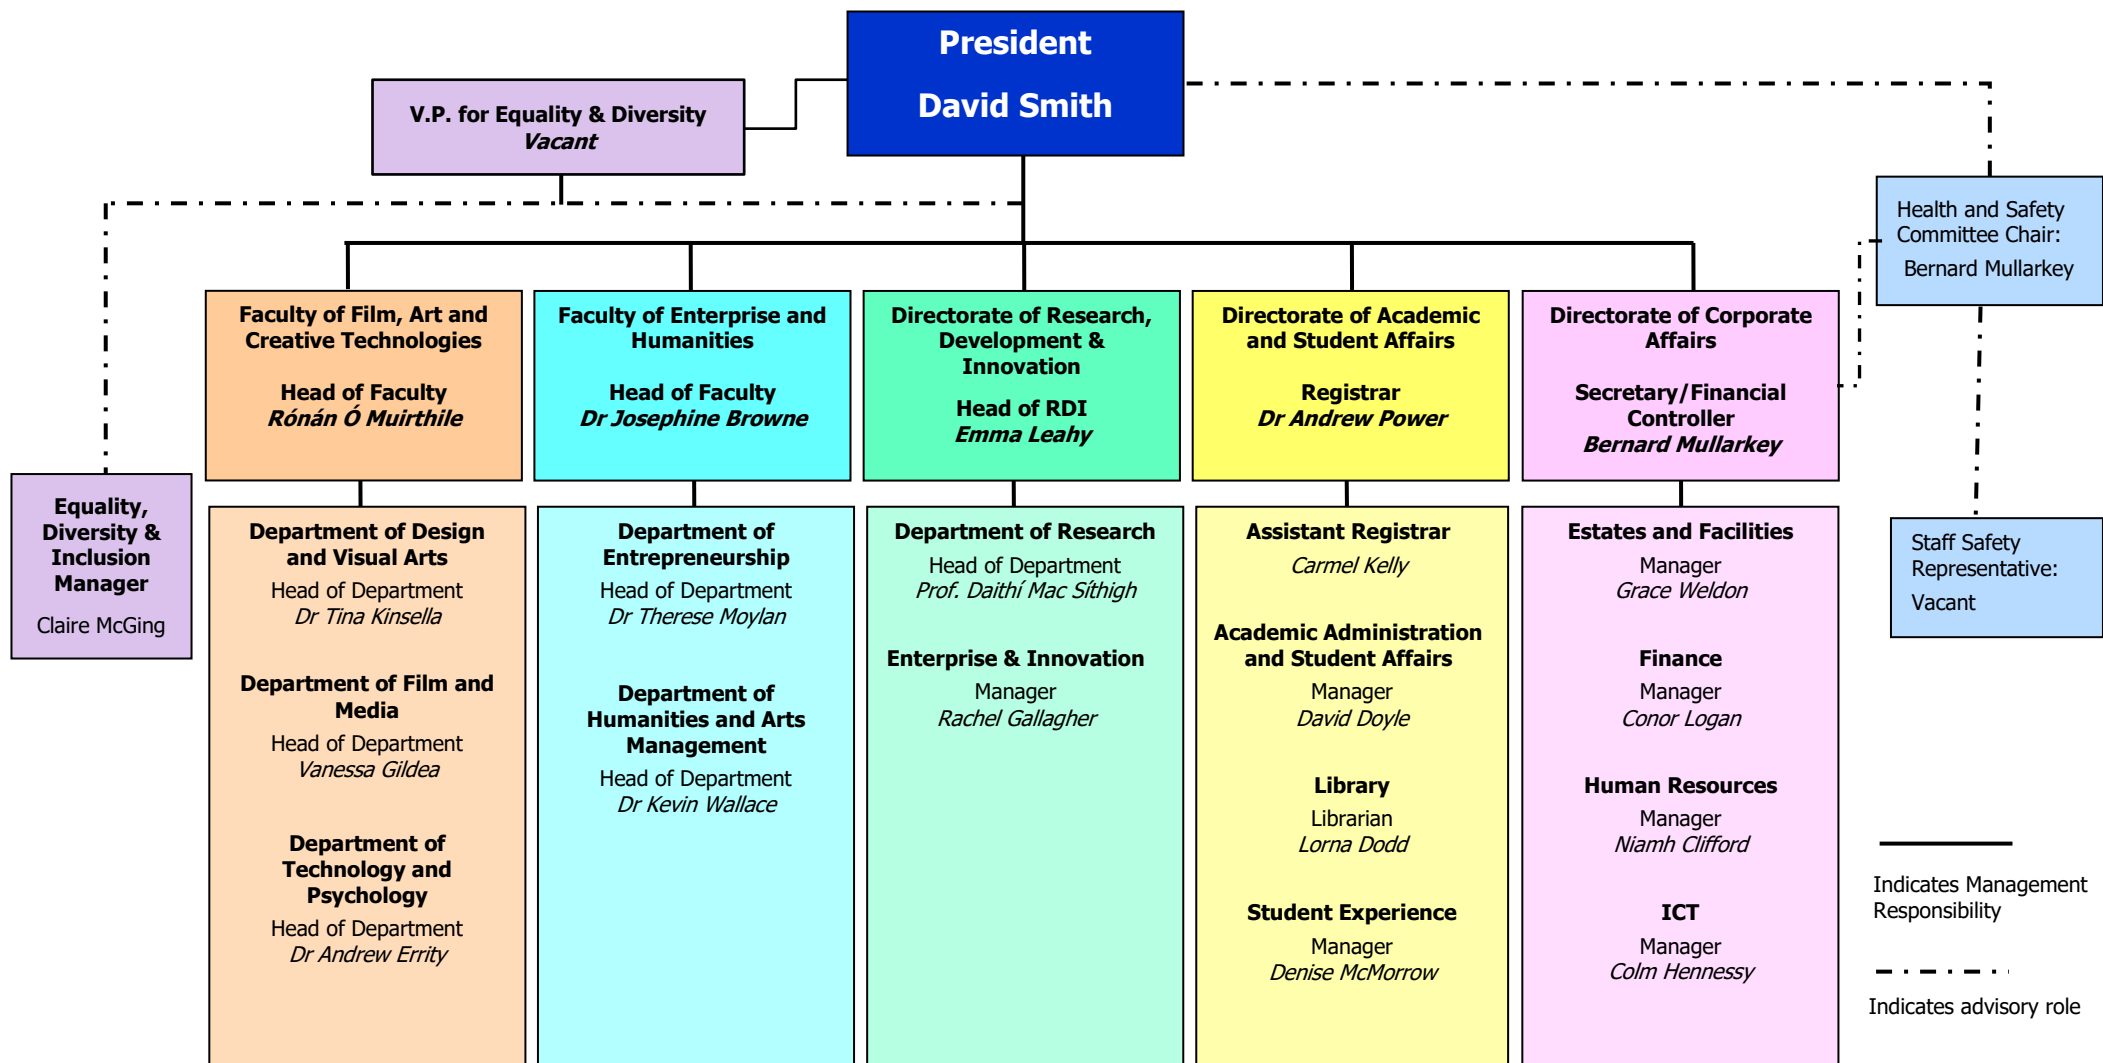 President
David Smith
V.P. for Equality & Diversity
Vacant
Health and Safety
Committee Chair:
Bernard Mullarkey
Faculty of Film, Art and
Creative Technologies
Head of Faculty
Rónán Ó Muirthile
Faculty of Enterprise and
Humanities
Head of Faculty
Dr Josephine Browne
Directorate of Research,
Development &
Innovation
Head of RDI
Emma Leahy
Directorate of Academic
and Student Affairs
Registrar
Dr Andrew Power
Directorate of Corporate
Affairs
Secretary/Financial
Controller
Bernard Mullarkey
Equality,
Diversity &
Inclusion
Manager
Claire McGing
Department of Design
and Visual Arts
Head of Department
Dr Tina Kinsella
Department of Film and
Media
Head of Department
Vanessa Gildea
Department of
Technology and
Psychology
Head of Department
Dr Andrew Errity
Department of
Entrepreneurship
Head of Department
Dr Therese Moylan
Department of
Humanities and Arts
Management
Head of Department
Dr Kevin Wallace
Department of Research
Head of Department
Prof. Daithí Mac Síthigh
Enterprise & Innovation
Manager
Rachel Gallagher
Assistant Registrar
Carmel Kelly
Academic Administration
and Student Affairs
Manager
David Doyle
Library
Librarian
Lorna Dodd
Student Experience
Manager
Denise McMorrow
Estates and Facilities
Manager
Grace Weldon
Finance
Manager
Conor Logan
Human Resources
Manager
Niamh Clifford
ICT
Manager
Colm Hennessy
Staff Safety
Representative:
Vacant
Indicates Management
Responsibility
Indicates advisory role